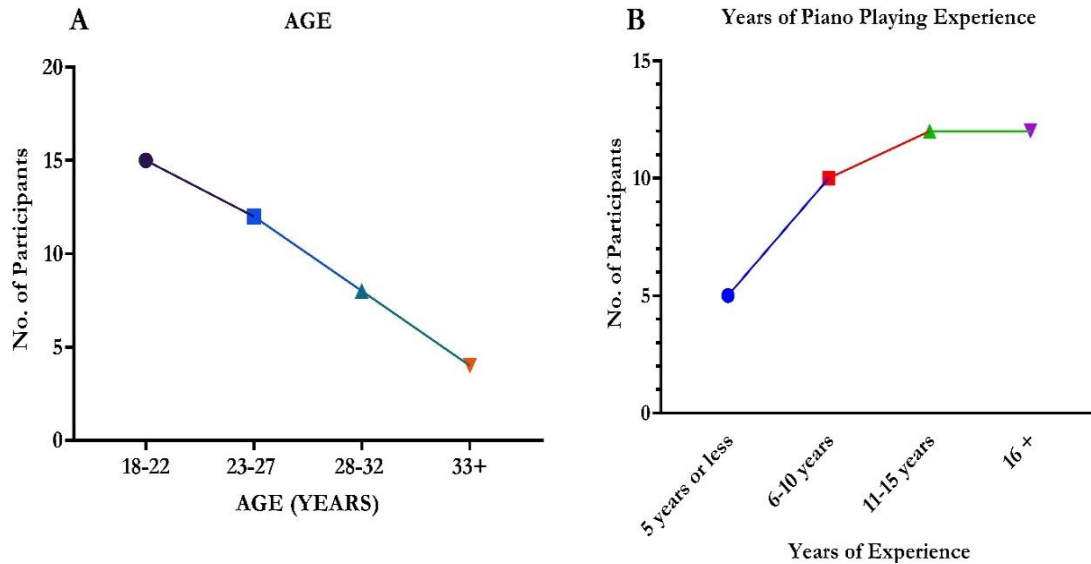 A
AGE
20
15
10
5
0
No. of Participants
18-22
23-27
28-32
33+
AGE (YEARS)
B
Years of Piano Playing Experience
15
10
5
0
No. of Participants
5 years or less
6-10 years
11-15 years
16 +
Years of Experience